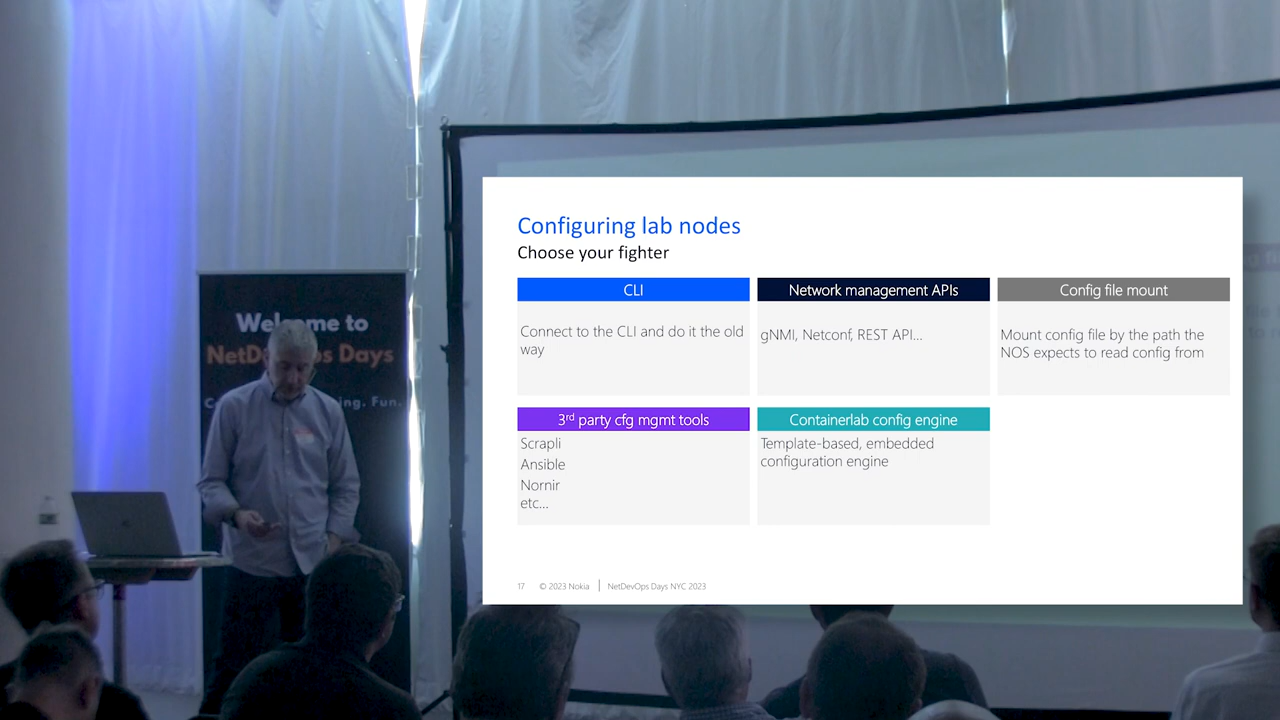 Welcome to
NetDevOps Days
ing. Fun.
Configuring lab nodes
Choose your fighter
CLI
Connect to the CLI and do it the old
way
Network management APIs
gNMI, Netconf, REST API...
Config file mount
Mount config file by the path the
NOS expects to read config from
3rd party cfg mgmt tools
Scrapli
Ansible
Nornir
etc...
Containerlab config engine
Template-based, embedded
configuration engine
17 © 2023 Nokia | NetDevOps Days NYC 2023